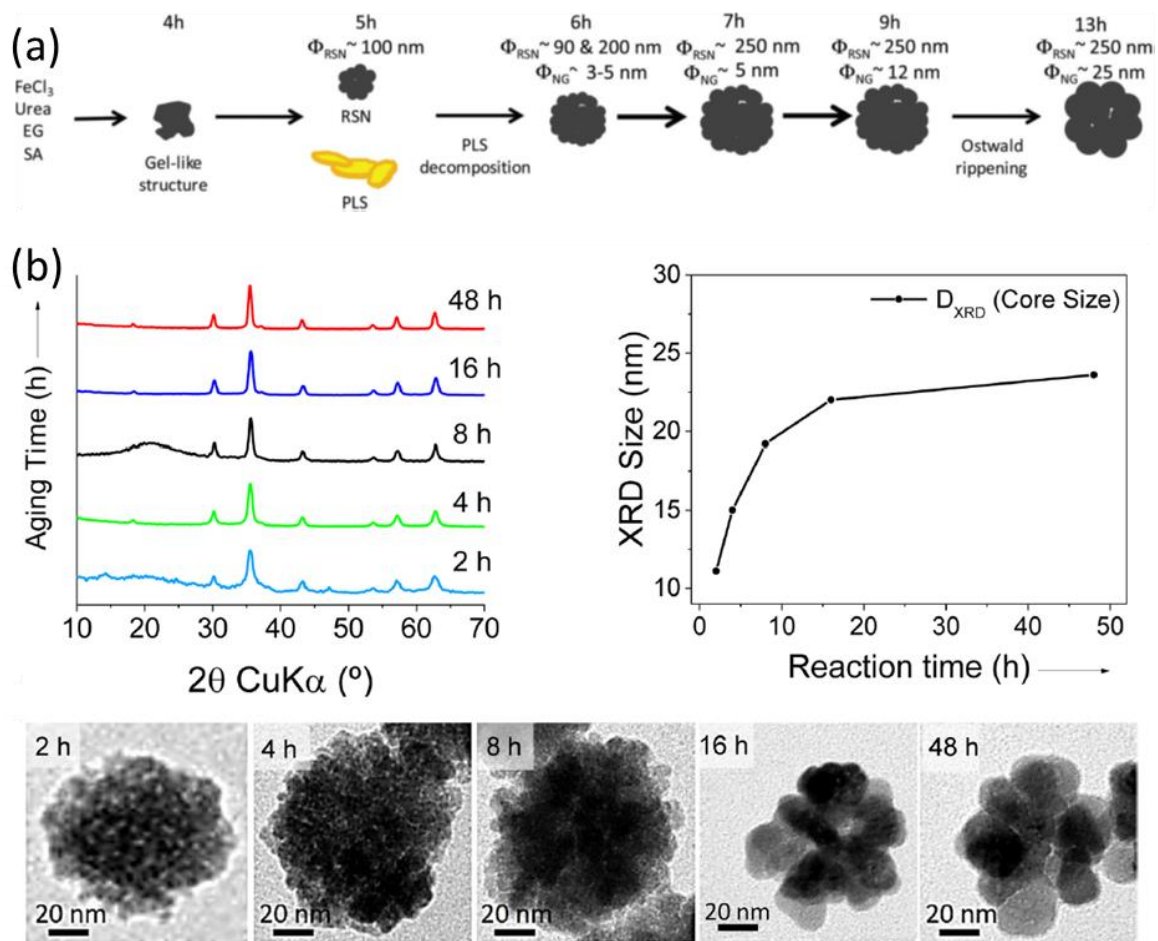 (a)
4h
5h
ΦRSN~ 100 nm
6h
ΦRSN~ 90 & 200 nm
ΦNG~ 3-5 nm
7h
ΦRSN~ 250 nm
ΦNG~ 5 nm
9h
ΦRSN~ 250 nm
ΦNG~ 12 nm
13h
ΦRSN~ 250 nm
ΦNG~ 25 nm
FeCl3
Urea
EG
SA
Gel-like
structure
RSN
PLS
PLS
decomposition
Ostwald
rippening
(b)
Aging Time (h)
48 h
16 h
8 h
4 h
2 h
10 20 30 40 50 60 70
2θ CuKα (º)
XRD Size (nm)
30
25
20
15
10
DXRD (Core Size)
0 10 20 30 40 50
Reaction time (h)
2 h
20 nm
4 h
20 nm
8 h
20 nm
16 h
20 nm
48 h
20 nm